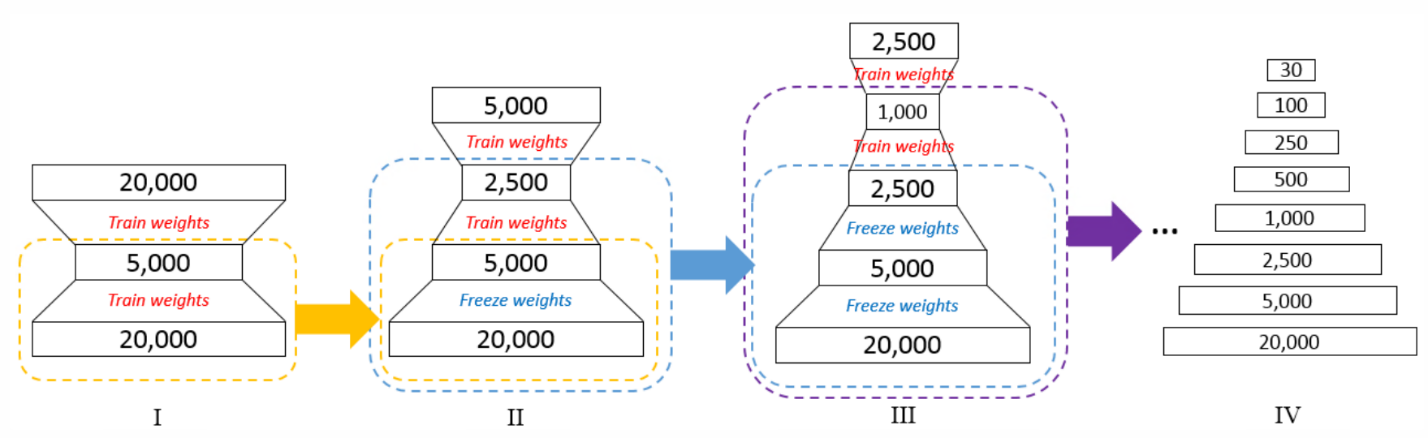 20,000
Train weights
5,000
Train weights
20,000
I
5,000
Train weights
2,500
Train weights
5,000
Freeze weights
20,000
II
2,500
Train weights
1,000
Train weights
2,500
Freeze weights
5,000
Freeze weights
20,000
III
...
30
100
250
500
1,000
2,500
5,000
20,000
IV